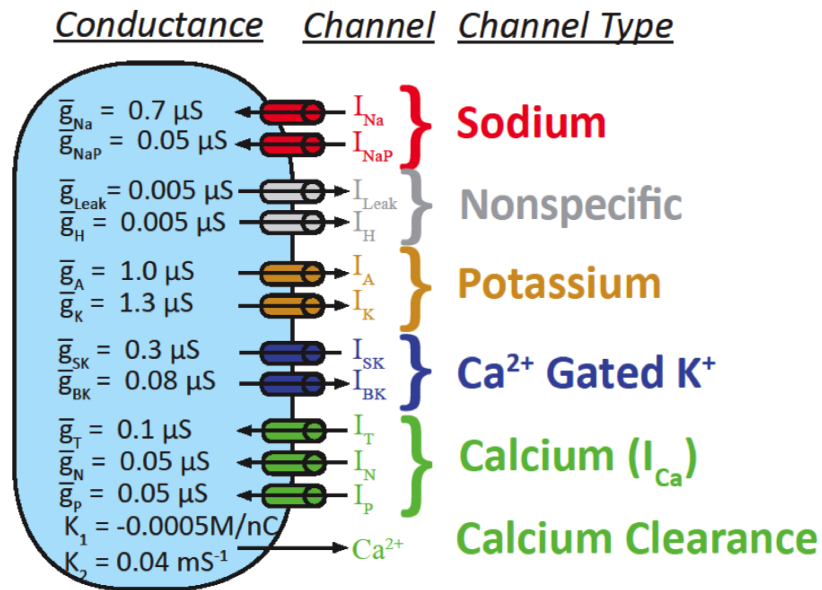 Conductance Channel Channel Type
g̅Na = 0.7 µS INa
Sodium
g̅NaP = 0.05 µS INaP
g̅Leak = 0.005 µS ILeak
Nonspecific
g̅H = 0.005 µS IH
g̅A = 1.0 µS IA
Potassium
g̅K = 1.3 µS IK
g̅SK = 0.3 µS ISK
Ca²⁺ Gated K⁺
g̅BK = 0.08 µS IBK
g̅T = 0.1 µS IT
g̅N = 0.05 µS IN
Calcium (ICa)
g̅P = 0.05 µS IP
K1 = -0.0005M/nC
Calcium Clearance
K2 = 0.04 mS⁻¹ Ca²⁺